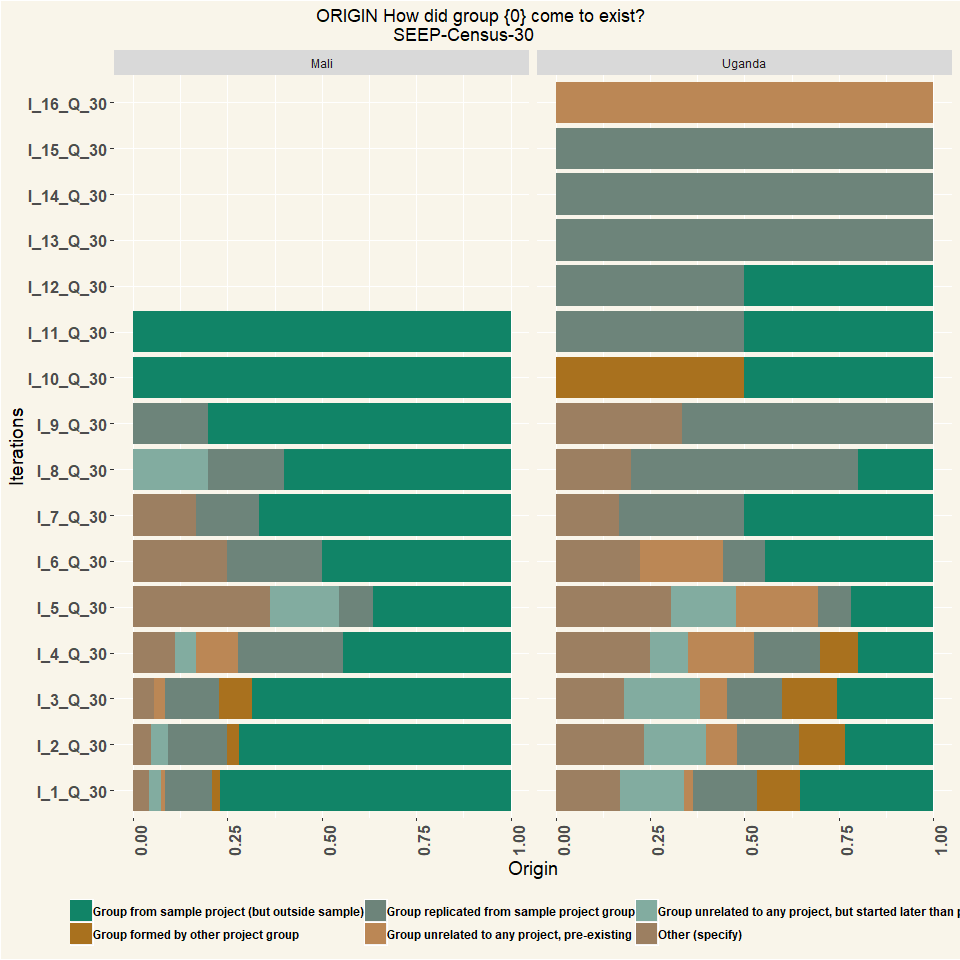 ORIGIN How did group {0} come to exist?
SEEP-Census-30
Mali
Uganda
I_16_Q_30
I_15_Q_30
I_14_Q_30
I_13_Q_30
I_12_Q_30
I_11_Q_30
I_10_Q_30
I_9_Q_30
I_8_Q_30
I_7_Q_30
I_6_Q_30
I_5_Q_30
I_4_Q_30
I_3_Q_30
I_2_Q_30
I_1_Q_30
Iterations
0.00 0.25 0.50 0.75 1.00
0.00 0.25 0.50 0.75 1.00
Origin
Group from sample project (but outside sample) Group replicated from sample project group Group unrelated to any project, but started later than
Group formed by other project group Group unrelated to any project, pre-existing Other (specify)